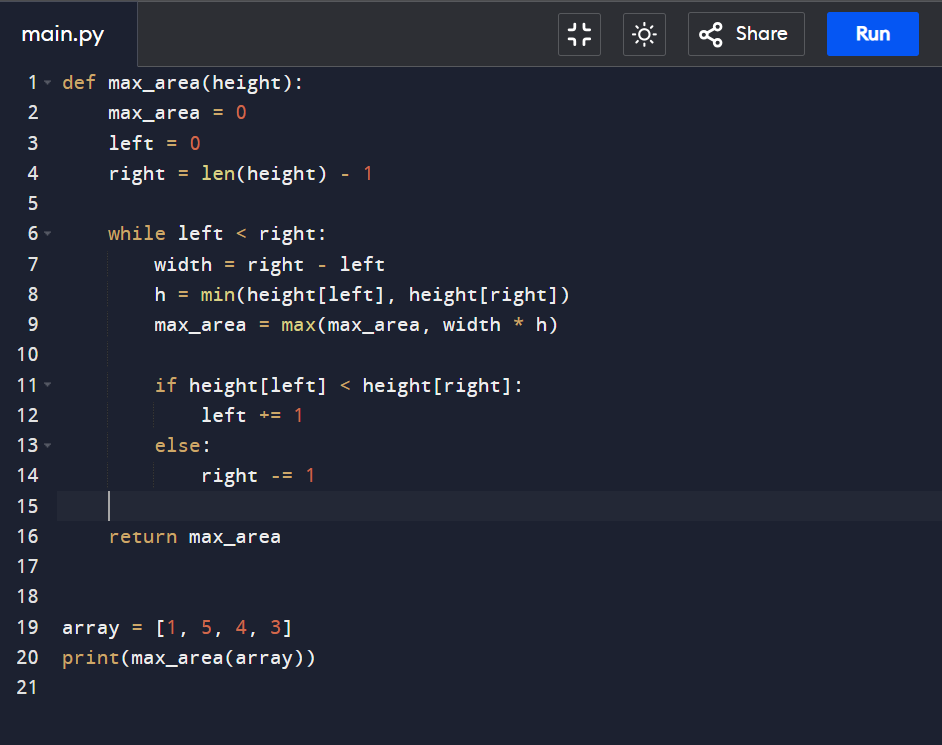 main.py
Share
Run
1 def max_area(height):
2     max_area = 0
3     left = 0
4     right = len(height) - 1
5
6     while left < right:
7         width = right - left
8         h = min(height[left], height[right])
9         max_area = max(max_area, width * h)
10
11         if height[left] < height[right]:
12             left += 1
13         else:
14             right -= 1
15
16     return max_area
17
18
19 array = [1, 5, 4, 3]
20 print(max_area(array))
21